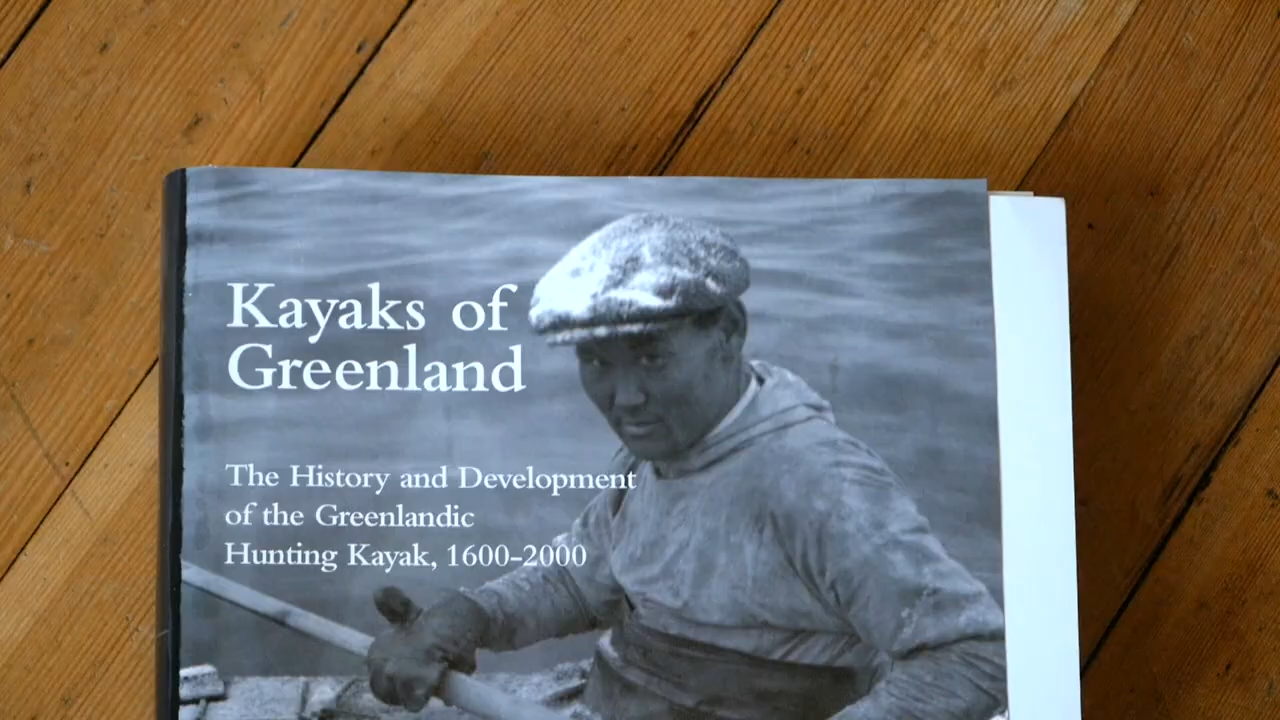 Kayaks of
Greenland
The History and Development
of the Greenlandic
Hunting Kayak, 1600-2000